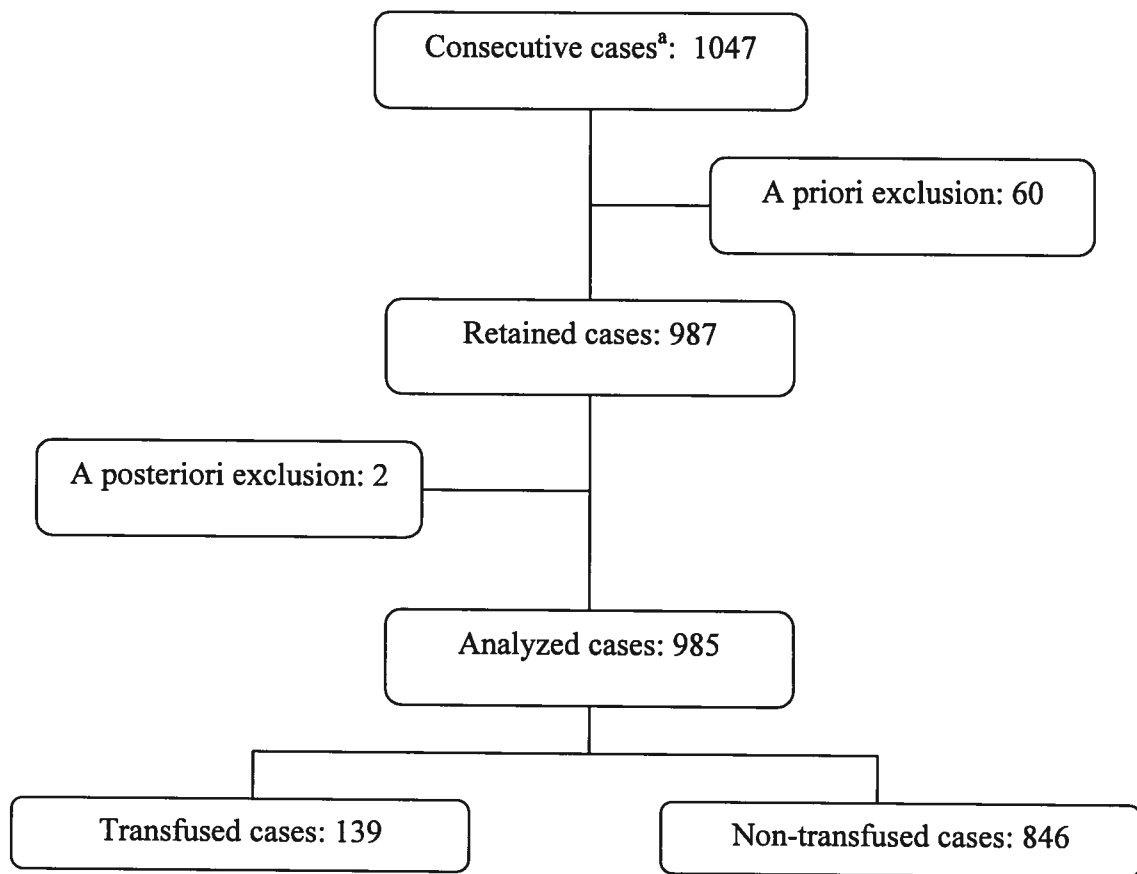 Consecutive casesᵃ: 1047
A priori exclusion: 60
Retained cases: 987
A posteriori exclusion: 2
Analyzed cases: 985
Transfused cases: 139
Non-transfused cases: 846